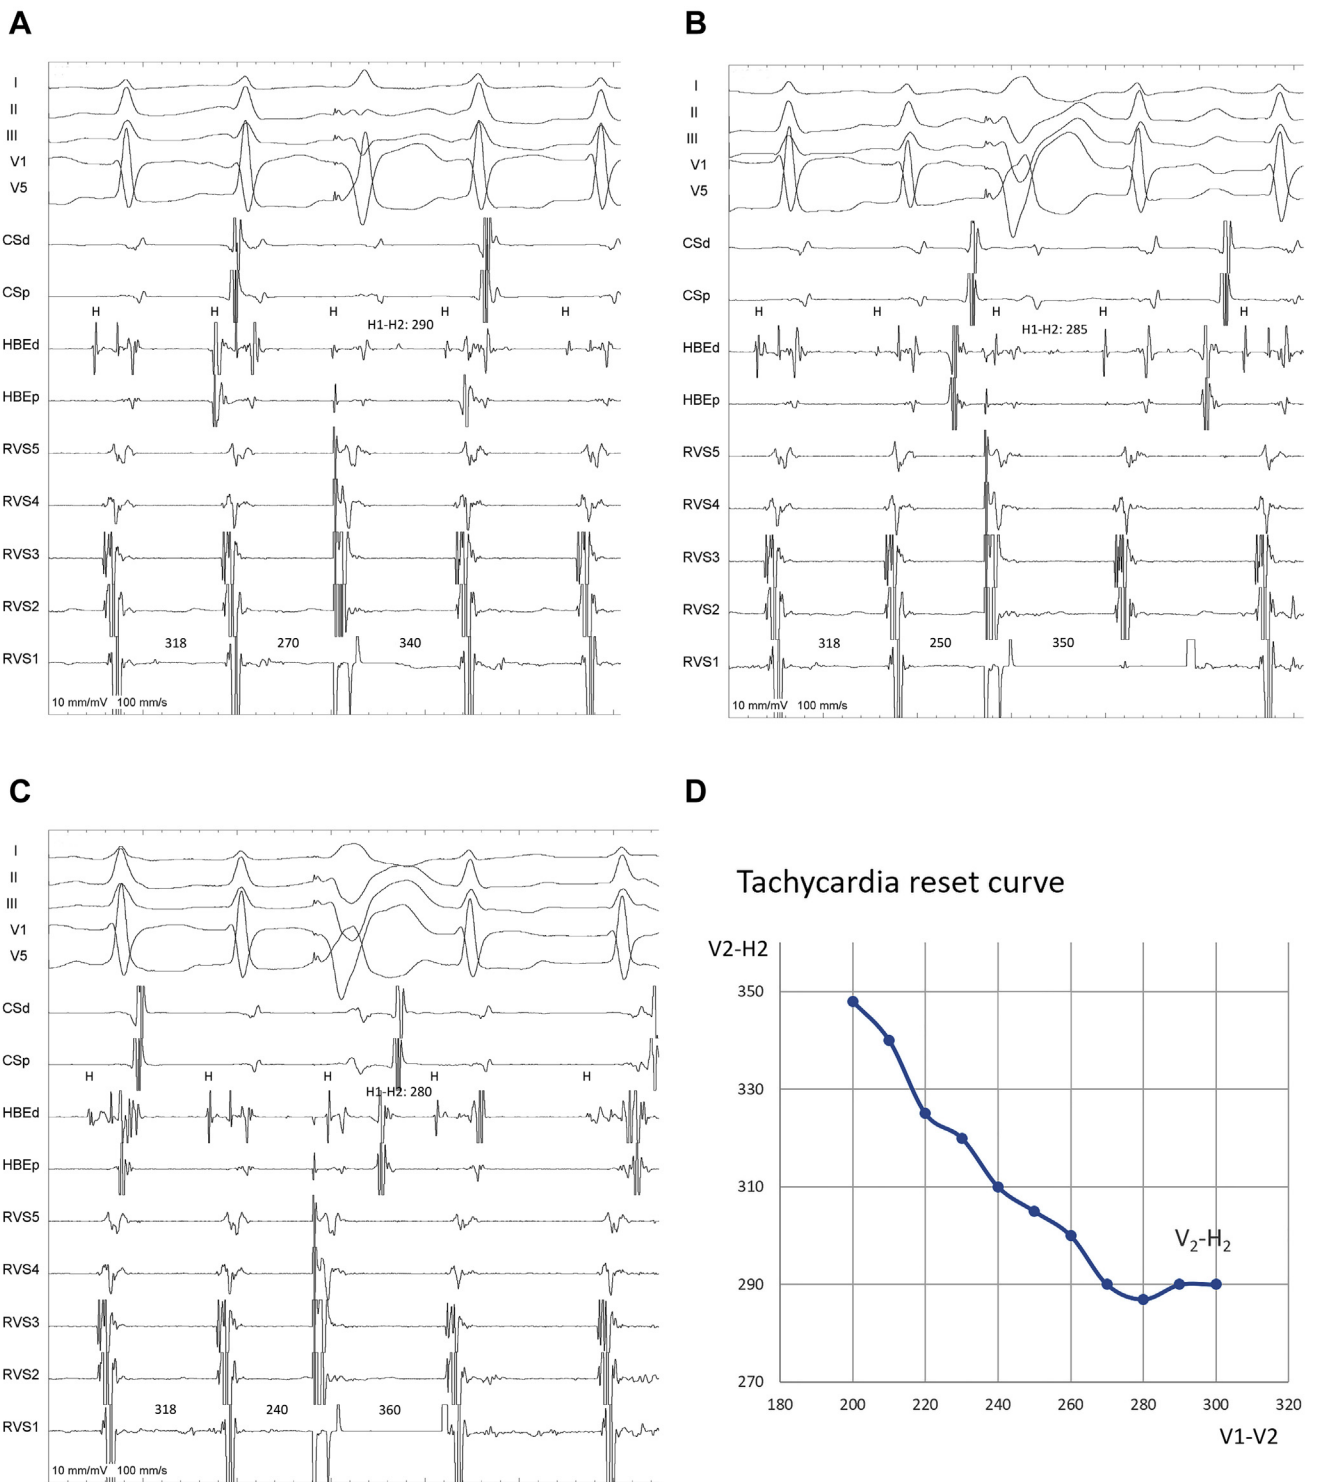 A
I
II
III
V1
V5
CSd
CSp
H H H H H
H1-H2: 290
HBEd
HBEp
RVS5
RVS4
RVS3
RVS2
318 270 340
RVS1
10 mm/mV 100 mm/s
B
I
II
III
V1
V5
CSd
CSp
H H H H H
H1-H2: 285
HBEd
HBEp
RVS5
RVS4
RVS3
RVS2
318 250 350
RVS1
10 mm/mV 100 mm/s
C
I
II
III
V1
V5
CSd
CSp
H H H H H
H1-H2: 280
HBEd
HBEp
RVS5
RVS4
RVS3
RVS2
318 240 360
RVS1
10 mm/mV 100 mm/s
D
Tachycardia reset curve
V2-H2
350
330
310
V₂-H₂
290
270
180 200 220 240 260 280 300 320
V1-V2